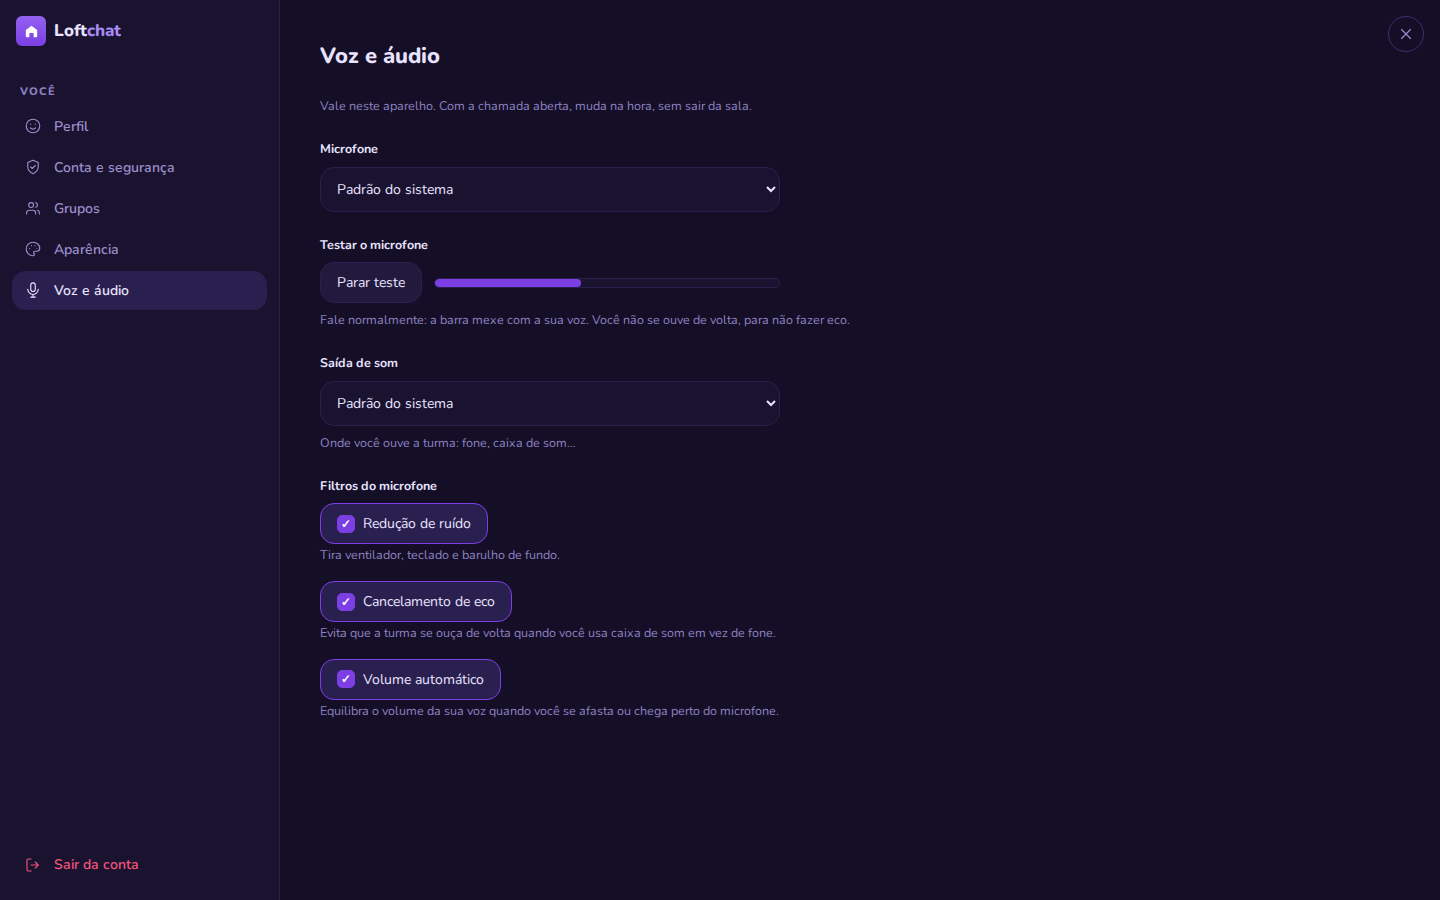 Loftchat
VOCÊ
Perfil
Conta e segurança
Grupos
Aparência
Voz e áudio
Sair da conta
Voz e áudio
Vale neste aparelho. Com a chamada aberta, muda na hora, sem sair da sala.
Microfone
Padrão do sistema
Testar o microfone
Parar teste
Fale normalmente: a barra mexe com a sua voz. Você não se ouve de volta, para não fazer eco.
Saída de som
Padrão do sistema
Onde você ouve a turma: fone, caixa de som...
Filtros do microfone
Redução de ruído
Tira ventilador, teclado e barulho de fundo.
Cancelamento de eco
Evita que a turma se ouça de volta quando você usa caixa de som em vez de fone.
Volume automático
Equilibra o volume da sua voz quando você se afasta ou chega perto do microfone.